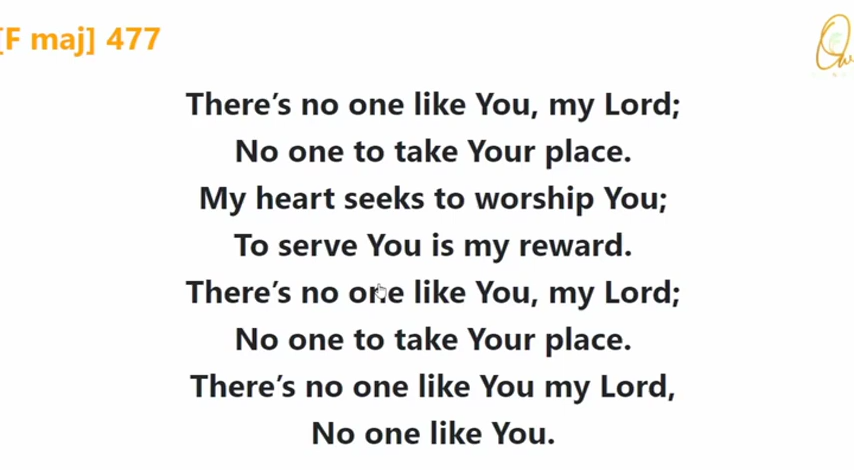 [F maj] 477
There's no one like You, my Lord;
No one to take Your place.
My heart seeks to worship You;
To serve You is my reward.
There's no one like You, my Lord;
No one to take Your place.
There's no one like You my Lord,
No one like You.